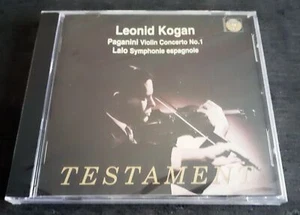 Leonid Kogan
Paganini Violin Concerto No.1
Lalo Symphonie espagnole
TESTAMENT